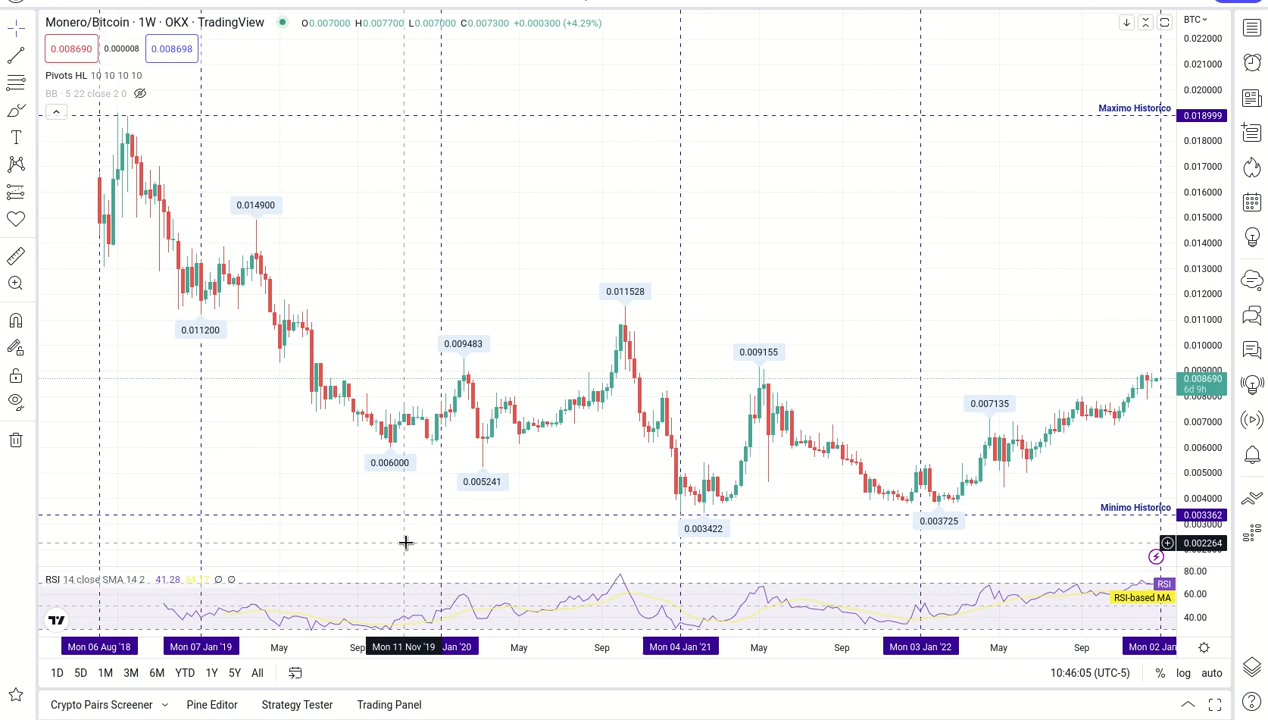 Monero/Bitcoin · 1W · OKX · TradingView
O0.007000 H0.007700 L0.007000 C0.007300 +0.000300 (+4.29%)
BTC
0.008690 0.000008 0.008698
Pivots HL 10 10 10 10
BB · 5 22 close 2 0
0.022000
0.021000
0.020000
Maximo Historico
0.018999
0.018000
0.017000
0.016000
0.015000
0.014000
0.013000
0.012000
0.011000
0.010000
0.009000
0.008690
6d 9h
0.008000
0.007000
0.006000
0.005000
0.004000
Minimo Historico
0.003362
0.003000
0.002264
0.014900
0.011200
0.006000
0.009483
0.005241
0.011528
0.003422
0.009155
0.003725
0.007135
RSI 14 close SMA 14 2 41.28
80.00
RSI
60.00
RSI-based MA
40.00
Mon 06 Aug '18 Mon 07 Jan '19 May Sep Mon 11 Nov '19 Jan '20 May Sep Mon 04 Jan '21 May Sep Mon 03 Jan '22 May Sep Mon 02 Jan
1D 5D 1M 3M 6M YTD 1Y 5Y All
10:46:05 (UTC-5) % log auto
Crypto Pairs Screener Pine Editor Strategy Tester Trading Panel